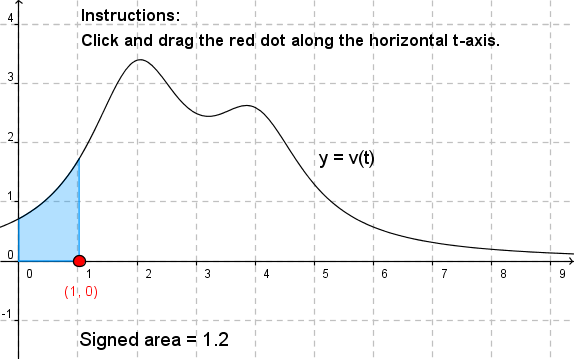 Instructions:
Click and drag the red dot along the horizontal t-axis.
4
3
2
y = v(t)
1
0
0 1 2 3 4 5 6 7 8 9
(1, 0)
-1
Signed area = 1.2